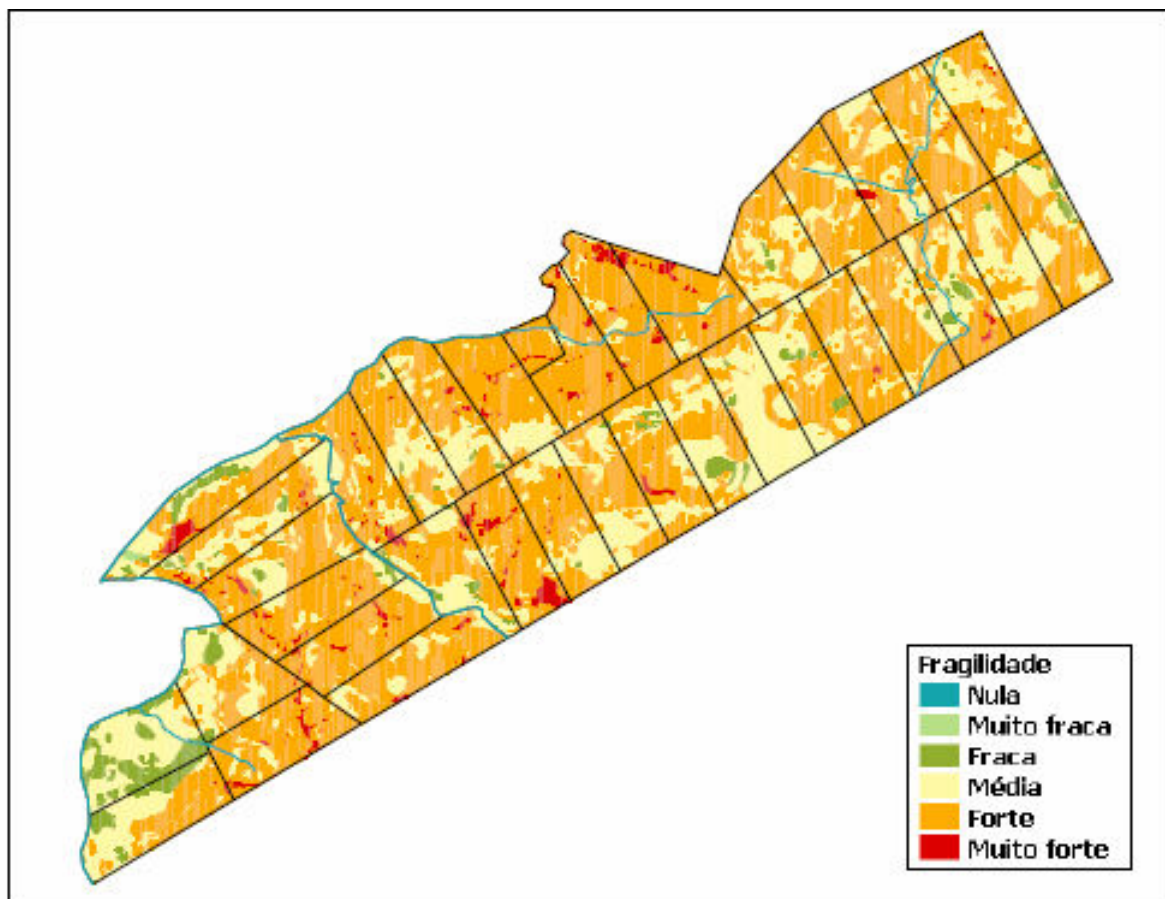 Fragilidade
Nula
Muito fraca
Fraca
Média
Forte
Muito forte